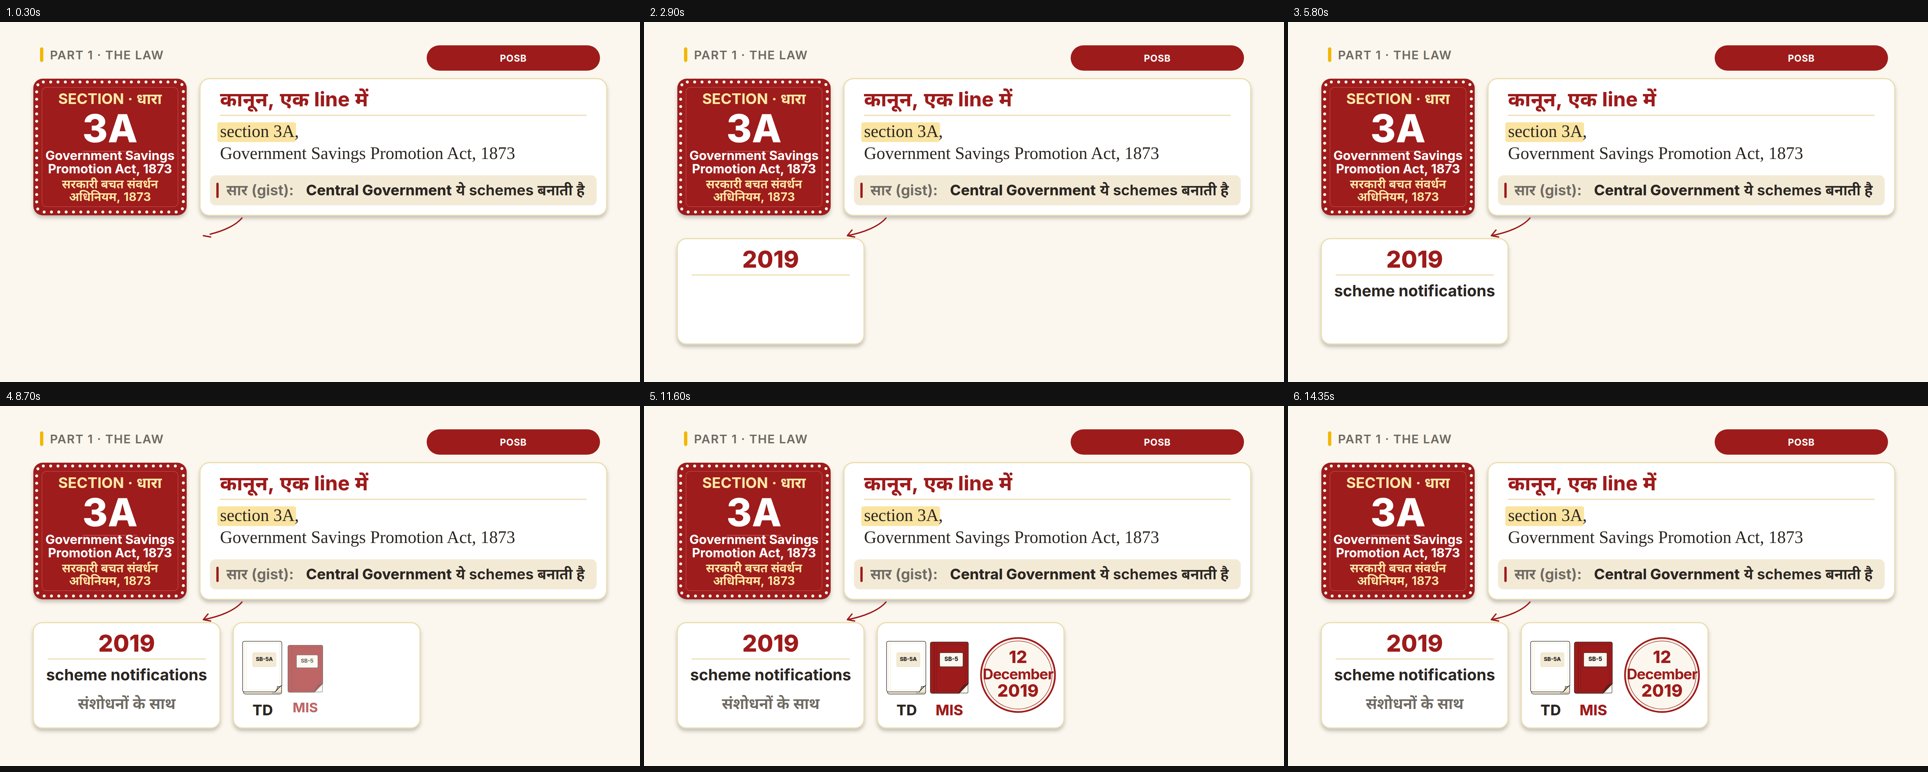 1. 0.30s
PART 1 · THE LAW
POSB
SECTION · धारा
3A
Government Savings
Promotion Act, 1873
सरकारी बचत संवर्धन
अधिनियम, 1873
कानून, एक line में
section 3A,
Government Savings Promotion Act, 1873
सार (gist): Central Government ये schemes बनाती है
2. 2.90s
PART 1 · THE LAW
POSB
SECTION · धारा
3A
Government Savings
Promotion Act, 1873
सरकारी बचत संवर्धन
अधिनियम, 1873
कानून, एक line में
section 3A,
Government Savings Promotion Act, 1873
सार (gist): Central Government ये schemes बनाती है
2019
3. 5.80s
PART 1 · THE LAW
POSB
SECTION · धारा
3A
Government Savings
Promotion Act, 1873
सरकारी बचत संवर्धन
अधिनियम, 1873
कानून, एक line में
section 3A,
Government Savings Promotion Act, 1873
सार (gist): Central Government ये schemes बनाती है
2019
scheme notifications
4. 8.70s
PART 1 · THE LAW
POSB
SECTION · धारा
3A
Government Savings
Promotion Act, 1873
सरकारी बचत संवर्धन
अधिनियम, 1873
कानून, एक line में
section 3A,
Government Savings Promotion Act, 1873
सार (gist): Central Government ये schemes बनाती है
2019
scheme notifications
संशोधनों के साथ
SB-5A
TD
SB-5
MIS
5. 11.60s
PART 1 · THE LAW
POSB
SECTION · धारा
3A
Government Savings
Promotion Act, 1873
सरकारी बचत संवर्धन
अधिनियम, 1873
कानून, एक line में
section 3A,
Government Savings Promotion Act, 1873
सार (gist): Central Government ये schemes बनाती है
2019
scheme notifications
संशोधनों के साथ
SB-5A
TD
SB-5
MIS
12
December
2019
6. 14.35s
PART 1 · THE LAW
POSB
SECTION · धारा
3A
Government Savings
Promotion Act, 1873
सरकारी बचत संवर्धन
अधिनियम, 1873
कानून, एक line में
section 3A,
Government Savings Promotion Act, 1873
सार (gist): Central Government ये schemes बनाती है
2019
scheme notifications
संशोधनों के साथ
SB-5A
TD
SB-5
MIS
12
December
2019